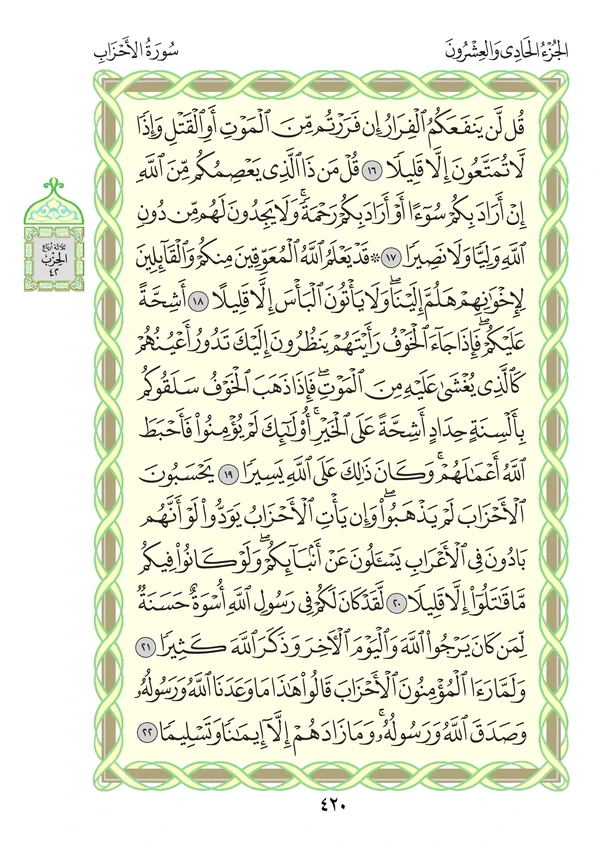 الجُزْءُ الحَادِى وَالعِشْرُونَ
سُورَةُ الأَحْزَابِ
قُل لَّن يَنفَعَكُمُ ٱلْفِرَارُ إِن فَرَرْتُم مِّنَ ٱلْمَوْتِ أَوِ ٱلْقَتْلِ وَإِذًا
لَّا تُمَتَّعُونَ إِلَّا قَلِيلًا ١٦ قُلْ مَن ذَا ٱلَّذِى يَعْصِمُكُم مِّنَ ٱللَّهِ
إِنْ أَرَادَ بِكُمْ سُوٓءًا أَوْ أَرَادَ بِكُمْ رَحْمَةً ۚ وَلَا يَجِدُونَ لَهُم مِّن دُونِ
ٱللَّهِ وَلِيًّا وَلَا نَصِيرًا ١٧ ۞ قَدْ يَعْلَمُ ٱللَّهُ ٱلْمُعَوِّقِينَ مِنكُمْ وَٱلْقَآئِلِينَ
لِإِخْوَٰنِهِمْ هَلُمَّ إِلَيْنَا ۖ وَلَا يَأْتُونَ ٱلْبَأْسَ إِلَّا قَلِيلًا ١٨ أَشِحَّةً
عَلَيْكُمْ ۖ فَإِذَا جَآءَ ٱلْخَوْفُ رَأَيْتَهُمْ يَنظُرُونَ إِلَيْكَ تَدُورُ أَعْيُنُهُمْ
كَٱلَّذِى يُغْشَىٰ عَلَيْهِ مِنَ ٱلْمَوْتِ ۖ فَإِذَا ذَهَبَ ٱلْخَوْفُ سَلَقُوكُم
بِأَلْسِنَةٍ حِدَادٍ أَشِحَّةً عَلَى ٱلْخَيْرِ ۚ أُو۟لَٰٓئِكَ لَمْ يُؤْمِنُوا۟ فَأَحْبَطَ
ٱللَّهُ أَعْمَٰلَهُمْ ۚ وَكَانَ ذَٰلِكَ عَلَى ٱللَّهِ يَسِيرًا ١٩ يَحْسَبُونَ
ٱلْأَحْزَابَ لَمْ يَذْهَبُوا۟ ۖ وَإِن يَأْتِ ٱلْأَحْزَابُ يَوَدُّوا۟ لَوْ أَنَّهُم
بَادُونَ فِى ٱلْأَعْرَابِ يَسْـَٔلُونَ عَنْ أَنۢبَآئِكُمْ ۖ وَلَوْ كَانُوا۟ فِيكُم
مَّا قَٰتَلُوٓا۟ إِلَّا قَلِيلًا ٢٠ لَّقَدْ كَانَ لَكُمْ فِى رَسُولِ ٱللَّهِ أُسْوَةٌ حَسَنَةٌ
لِّمَن كَانَ يَرْجُوا۟ ٱللَّهَ وَٱلْيَوْمَ ٱلْءَاخِرَ وَذَكَرَ ٱللَّهَ كَثِيرًا ٢١
وَلَمَّا رَءَا ٱلْمُؤْمِنُونَ ٱلْأَحْزَابَ قَالُوا۟ هَٰذَا مَا وَعَدَنَا ٱللَّهُ وَرَسُولُهُۥ
وَصَدَقَ ٱللَّهُ وَرَسُولُهُۥ ۚ وَمَا زَادَهُمْ إِلَّآ إِيمَٰنًا وَتَسْلِيمًا ٢٢
ثلاثة أرباع
الحِزْب
٤٢
٤٢٠